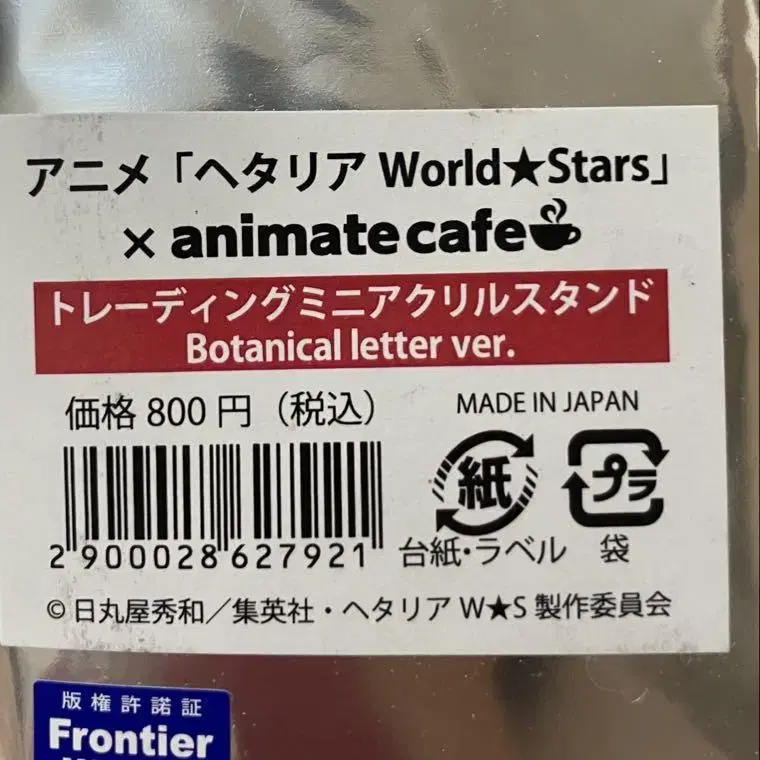 アニメ「ヘタリア World★Stars」
× animatecafe
トレーディングミニアクリルスタンド
Botanical letter ver.
価格 800 円（税込）
MADE IN JAPAN
紙
プラ
2 900028 627921
台紙・ラベル
袋
©日丸屋秀和／集英社・ヘタリア W★S 製作委員会
版権許諾証
Frontier